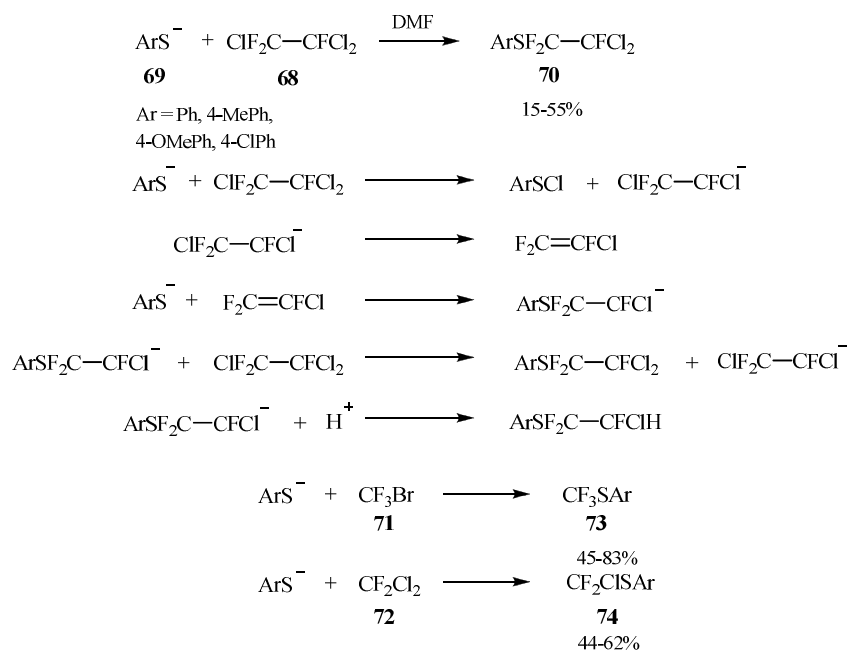 DMF
ArS⁻ + ClF₂C—CFCl₂ ArSF₂C—CFCl₂
69 68 70
Ar = Ph, 4-MePh, 15-55%
4-OMePh, 4-ClPh
ArS⁻ + ClF₂C—CFCl₂ ArSCl + ClF₂C—CFCl⁻
ClF₂C—CFCl⁻ F₂C=CFCl
ArS⁻ + F₂C=CFCl ArSF₂C—CFCl⁻
ArSF₂C—CFCl⁻ + ClF₂C—CFCl₂ ArSF₂C—CFCl₂ + ClF₂C—CFCl⁻
ArSF₂C—CFCl⁻ + H⁺ ArSF₂C—CFClH
ArS⁻ + CF₃Br CF₃SAr
71 73
45-83%
ArS⁻ + CF₂Cl₂ CF₂ClSAr
72 74
44-62%